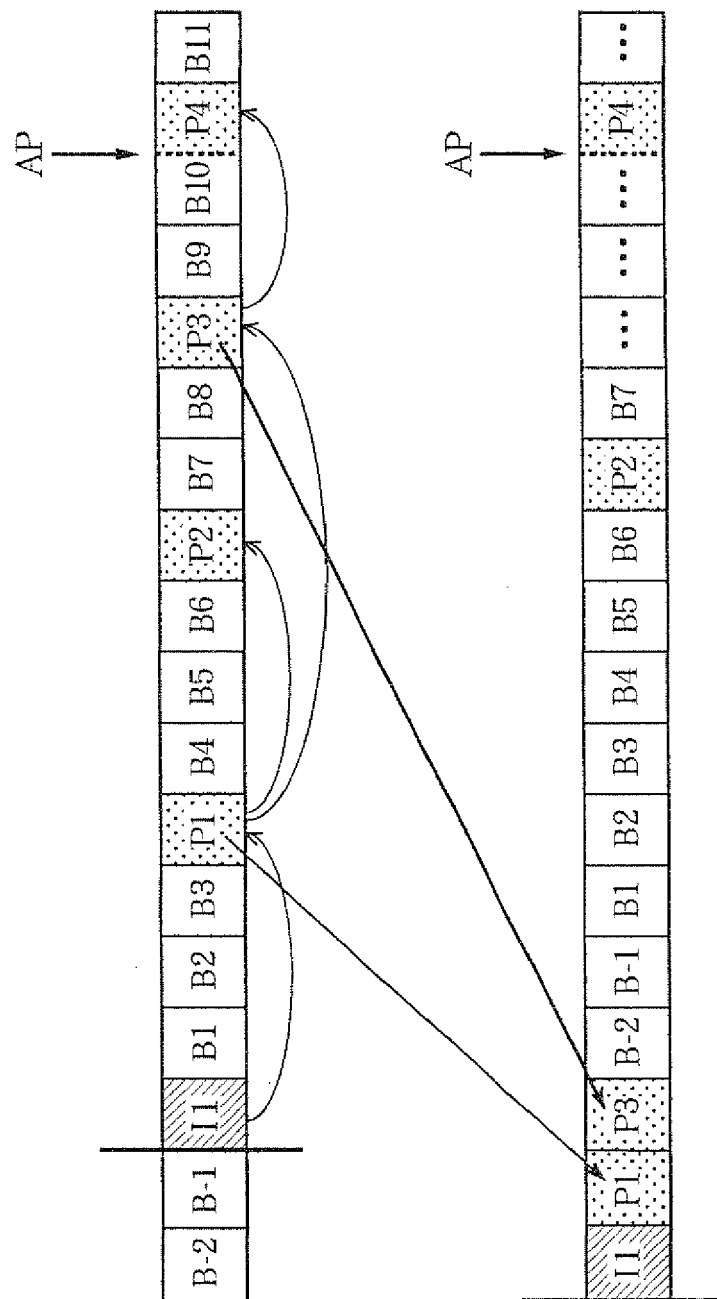 AP
B-2 B-1 I1 B1 B2 B3 P1 B4 B5 B6 P2 B7 B8 P3 B9 B10 P4 B11
AP
I1 P1 P3 B-2 B-1 B1 B2 B3 B4 B5 B6 P2 B7 ... ... ... P4 ...